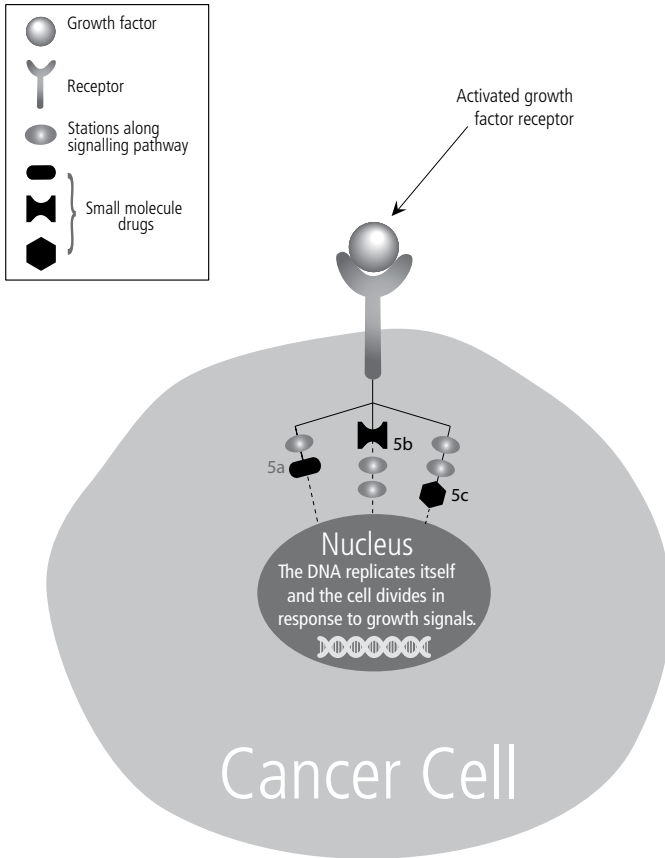 Growth factor
Receptor
Stations along
signalling pathway
Small molecule
drugs
Activated growth
factor receptor
5a
5b
5c
Nucleus
The DNA replicates itself
and the cell divides in
response to growth signals.
Cancer Cell